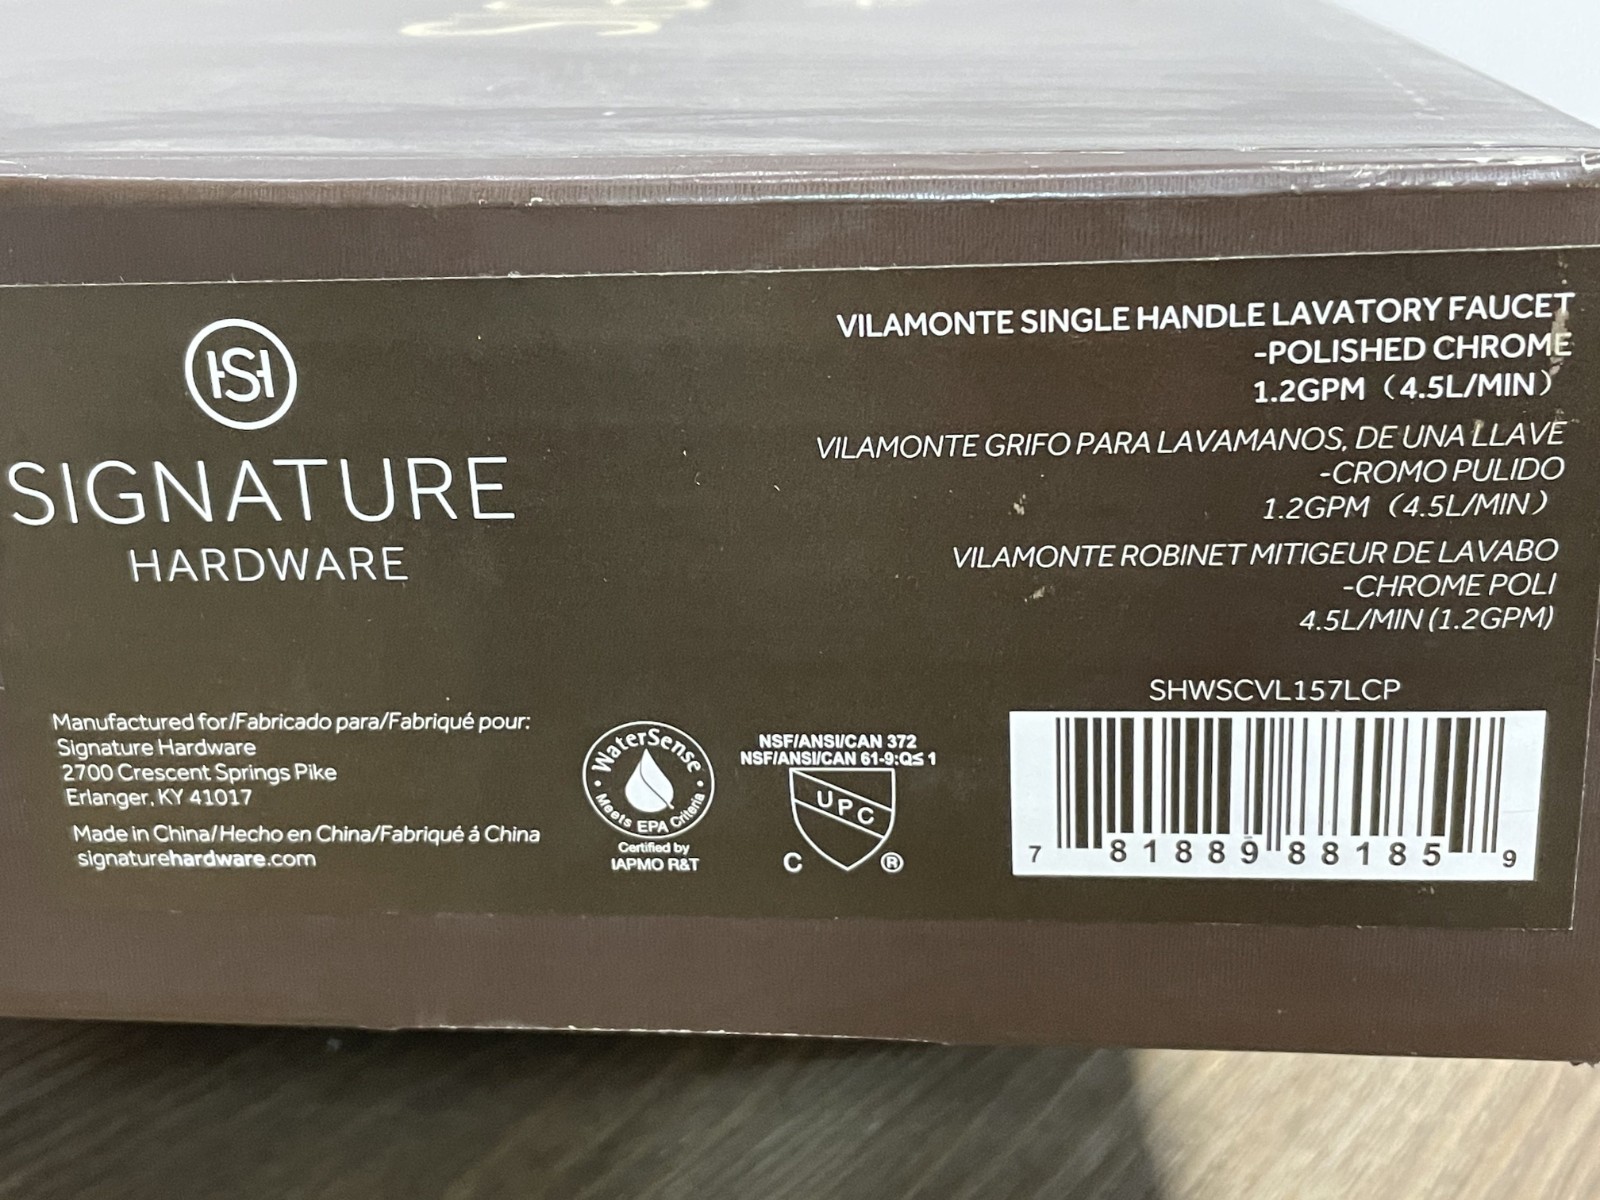 SH
SIGNATURE
HARDWARE
VILAMONTE SINGLE HANDLE LAVATORY FAUCET
-POLISHED CHROME
1.2GPM (4.5L/MIN)
VILAMONTE GRIFO PARA LAVAMANOS, DE UNA LLAVE
-CROMO PULIDO
1.2GPM (4.5L/MIN)
VILAMONTE ROBINET MITIGEUR DE LAVABO
-CHROME POLI
4.5L/MIN (1.2GPM)
Manufactured for/Fabricado para/Fabriqué pour:
Signature Hardware
2700 Crescent Springs Pike
Erlanger, KY 41017
Made in China/Hecho en China/Fabriqué á China
signaturehardware.com
WaterSense
Meets EPA Criteria
Certified by
IAPMO R&T
NSF/ANSI/CAN 372
NSF/ANSI/CAN 61-9:Q≤ 1
UPC
C ®
SHWSCVL157LCP
7 81889 88185 9